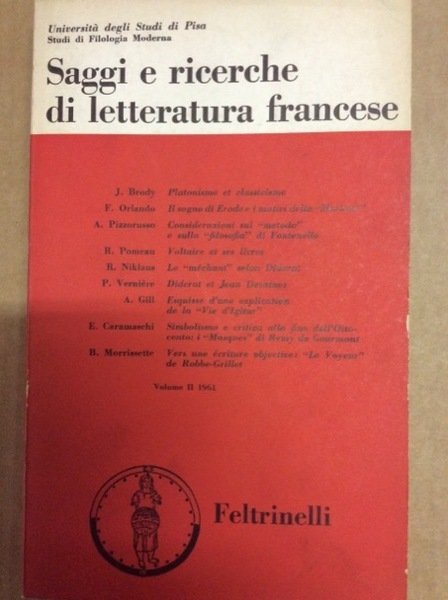 Università degli Studi di Pisa
Studi di Filologia Moderna
Saggi e ricerche
di letteratura francese
J. Brody Platonisme et classicisme
F. Orlando Il sogno di Erode e i motivi della
A. Pizzorusso Considerazioni sul "metodo"
e sulla "filosofia" di Fontenelle
R. Pomeau Voltaire et ses livres
R. Niklaus Le "méchant" selon Diderot
P. Vernière Diderot et Jean Devaines
A. Gill Esquisse d'une explication
de la "Vie d'Igitur"
E. Caramaschi Simbolismo e critica alla fine dell'Otto-
cento: i "Masques" di Remy de Gourmont
B. Morrissette Vers une écriture objective: "Le Voyeur"
de Robbe-Grillet
Volume II 1961
Feltrinelli